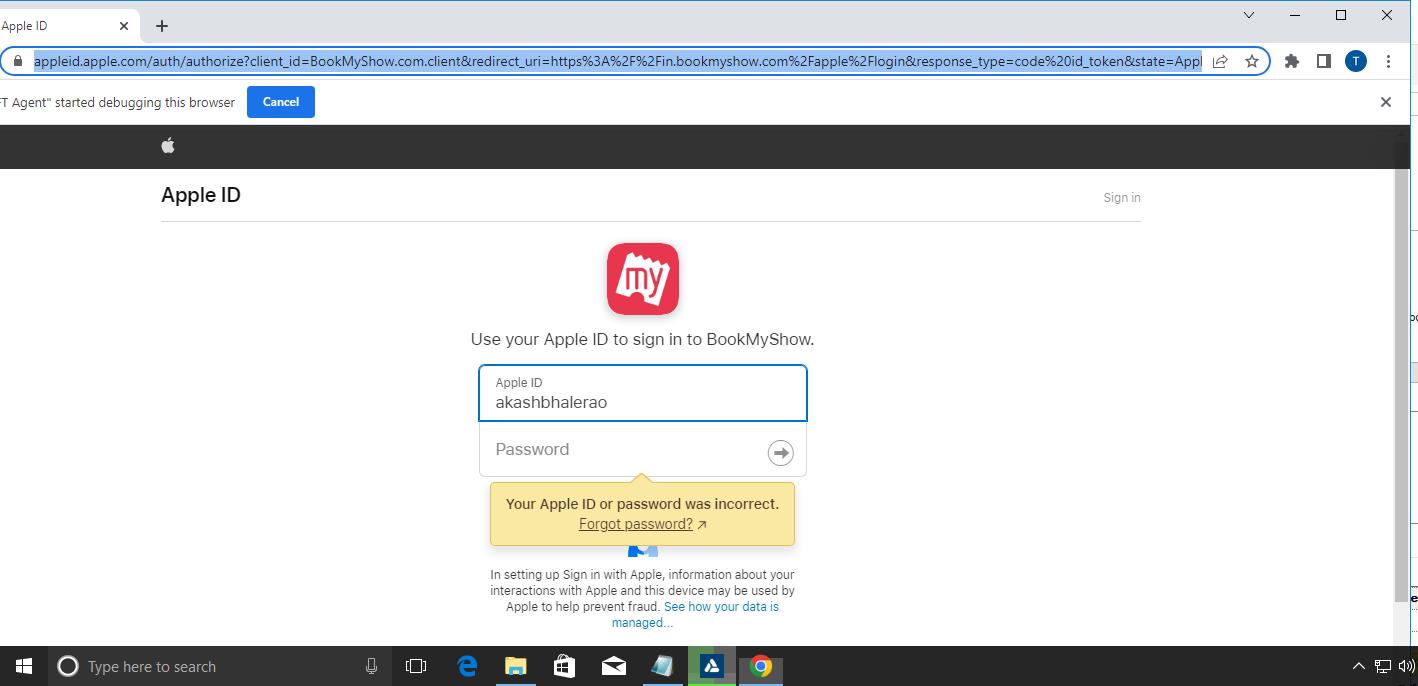 Apple ID
appleid.apple.com/auth/authorize?client_id=BookMyShow.com.client&redirect_uri=https%3A%2F%2Fin.bookmyshow.com%2Fapple%2Flogin&response_type=code%20id_token&state=Appl
T
FT Agent" started debugging this browser
Cancel
Apple ID
Sign in
my
Use your Apple ID to sign in to BookMyShow.
Apple ID
akashbhalerao
Password
Your Apple ID or password was incorrect.
Forgot password?
In setting up Sign in with Apple, information about your
interactions with Apple and this device may be used by
Apple to help prevent fraud. See how your data is
managed...
Type here to search